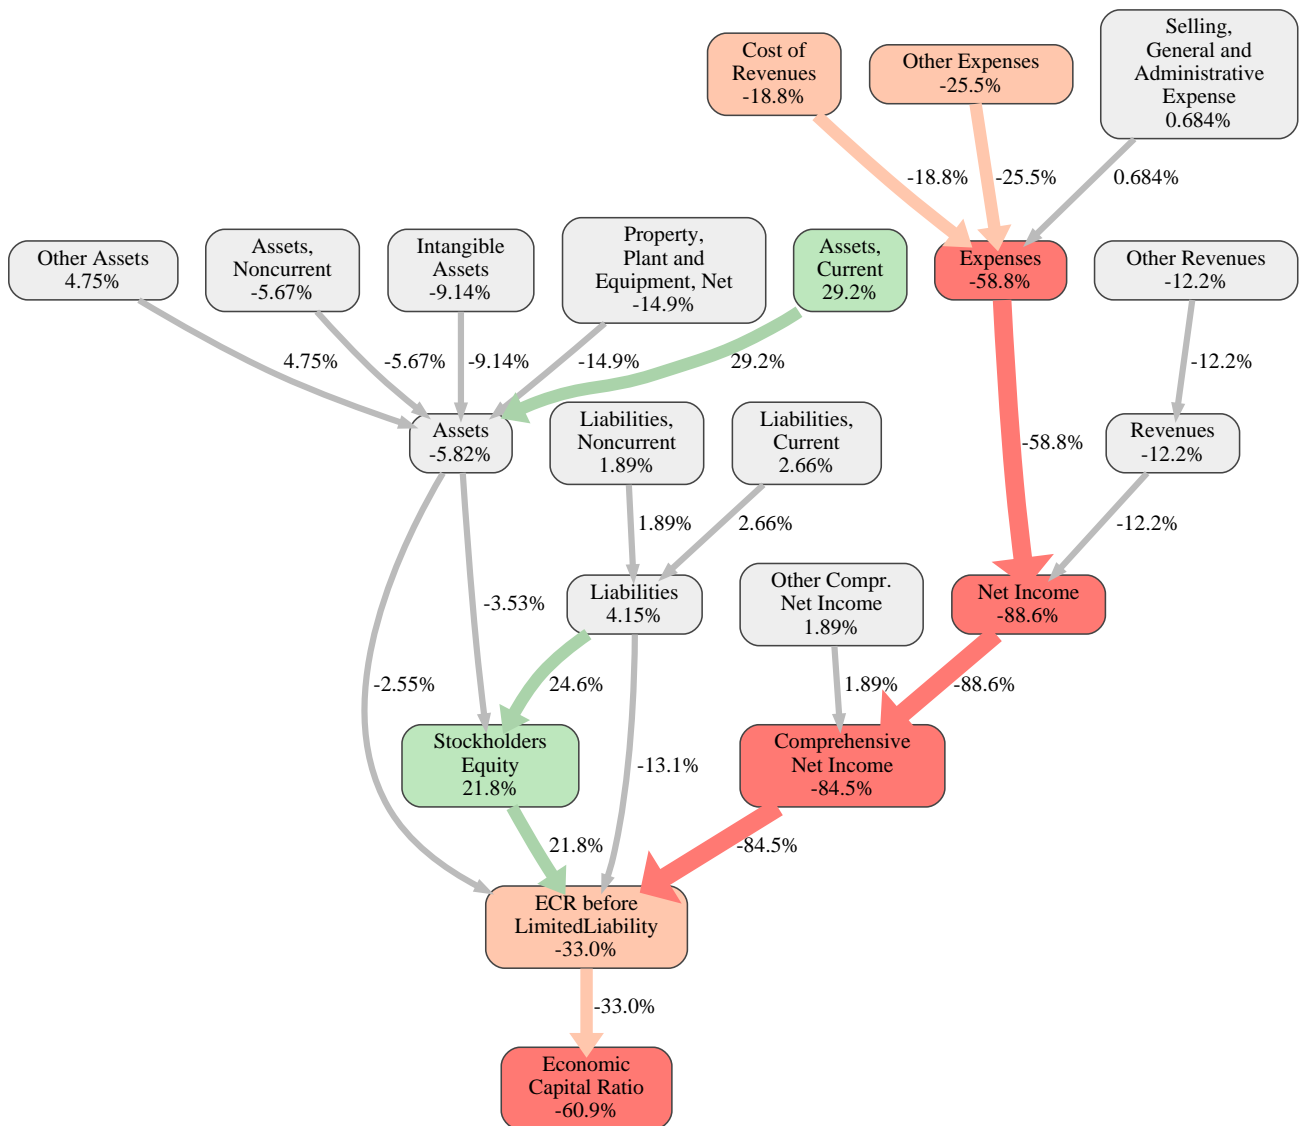 Cost of
Revenues
-18.8%
Other Expenses
-25.5%
Selling,
General and
Administrative
Expense
0.684%
-18.8%
-25.5%
0.684%
Other Assets
4.75%
Assets,
Noncurrent
-5.67%
Intangible
Assets
-9.14%
Property,
Plant and
Equipment, Net
-14.9%
Assets,
Current
29.2%
Expenses
-58.8%
Other Revenues
-12.2%
4.75%
-5.67%
-9.14%
-14.9%
29.2%
-12.2%
Assets
-5.82%
Liabilities,
Noncurrent
1.89%
Liabilities,
Current
2.66%
-58.8%
Revenues
-12.2%
1.89%
2.66%
-12.2%
Liabilities
4.15%
Other Compr.
Net Income
1.89%
Net Income
-88.6%
-3.53%
-2.55%
24.6%
1.89%
-88.6%
Stockholders
Equity
21.8%
-13.1%
Comprehensive
Net Income
-84.5%
21.8%
-84.5%
ECR before
LimitedLiability
-33.0%
-33.0%
Economic
Capital Ratio
-60.9%